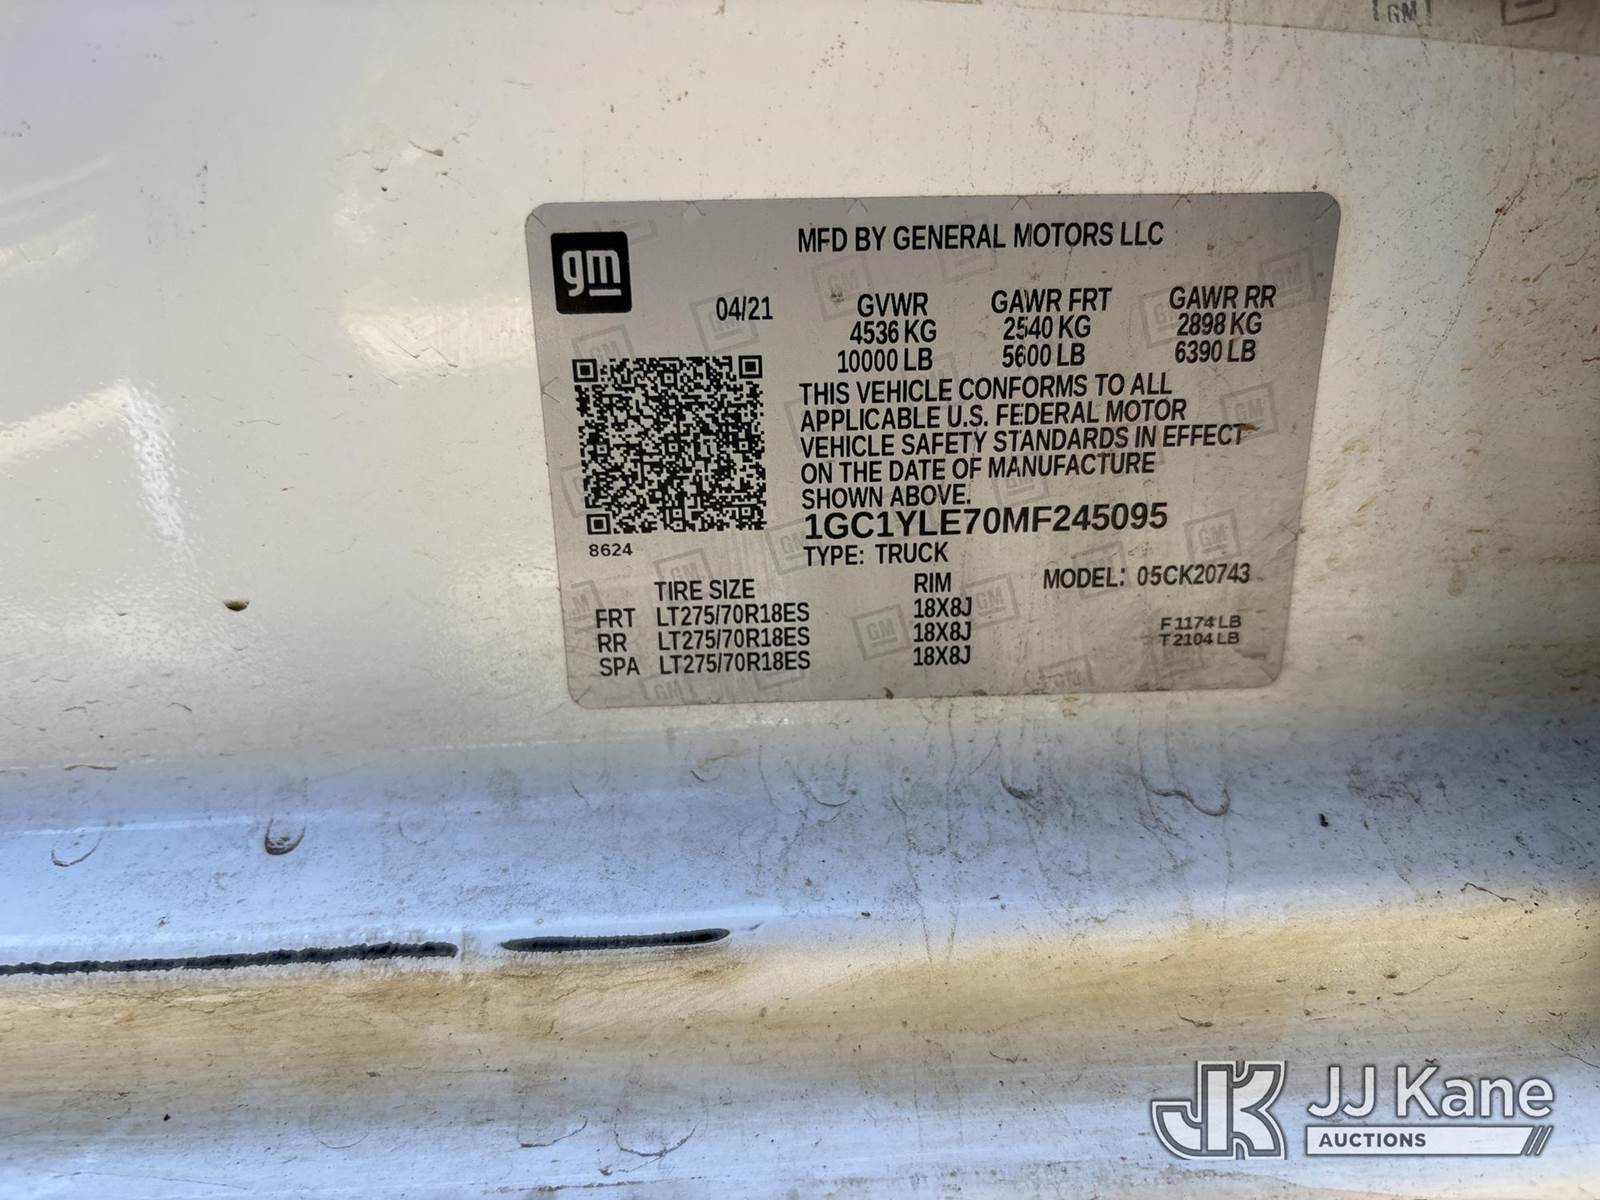 GM
gm
MFD BY GENERAL MOTORS LLC
04/21
GVWR GAWR FRT GAWR RR
4536 KG 2540 KG 2898 KG
10000 LB 5600 LB 6390 LB
THIS VEHICLE CONFORMS TO ALL
APPLICABLE U.S. FEDERAL MOTOR
VEHICLE SAFETY STANDARDS IN EFFECT
ON THE DATE OF MANUFACTURE
SHOWN ABOVE.
1GC1YLE70MF245095
8624
TYPE: TRUCK
TIRE SIZE RIM MODEL: 05CK20743
FRT LT275/70R18ES 18X8J
RR LT275/70R18ES 18X8J
SPA LT275/70R18ES 18X8J
F 1174 LB
T 2104 LB
JK JJ Kane
AUCTIONS